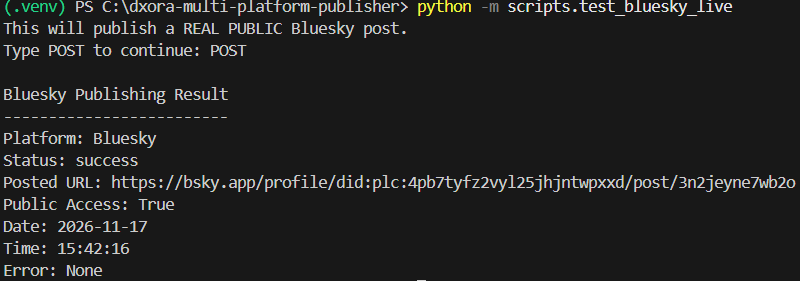 (.venv) PS C:\dxora-multi-platform-publisher> python -m scripts.test_bluesky_live
This will publish a REAL PUBLIC Bluesky post.
Type POST to continue: POST
Bluesky Publishing Result
-------------------------
Platform: Bluesky
Status: success
Posted URL: https://bsky.app/profile/did:plc:4pb7tyfz2vyl25jhjntwpxxd/post/3n2jeyne7wb2o
Public Access: True
Date: 2026-11-17
Time: 15:42:16
Error: None